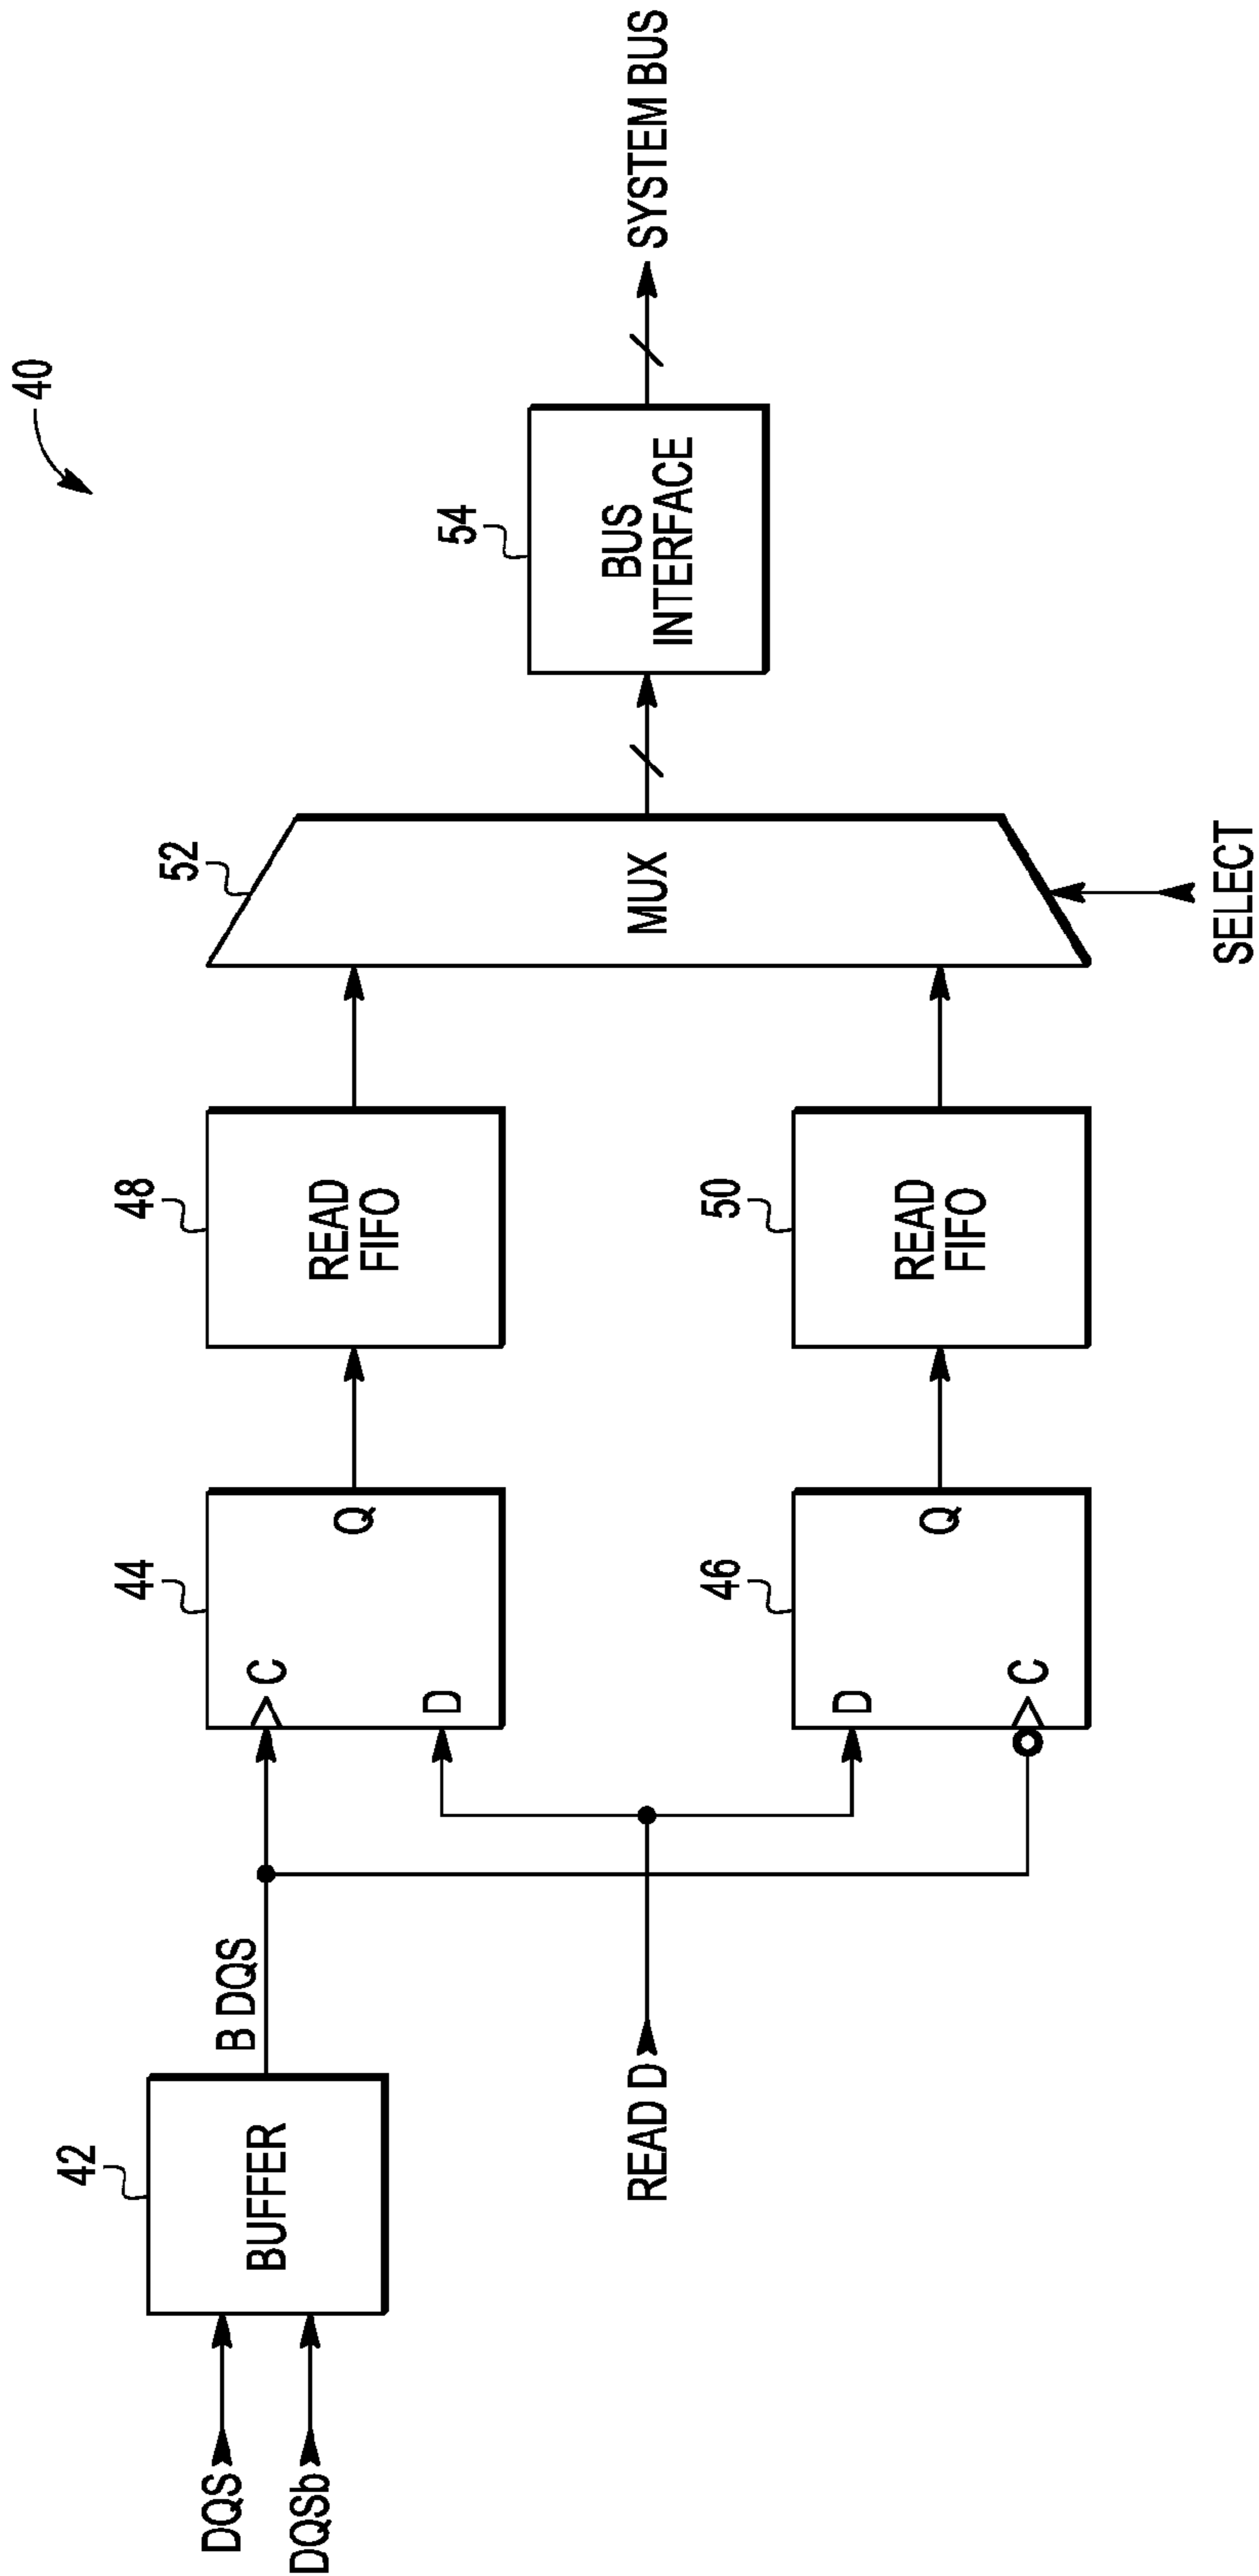 40
42
BUFFER
DQS
DQSb
B DQS
READ D
44
C
D
Q
46
D
C
Q
48
READ
FIFO
50
READ
FIFO
52
MUX
SELECT
54
BUS
INTERFACE
SYSTEM BUS